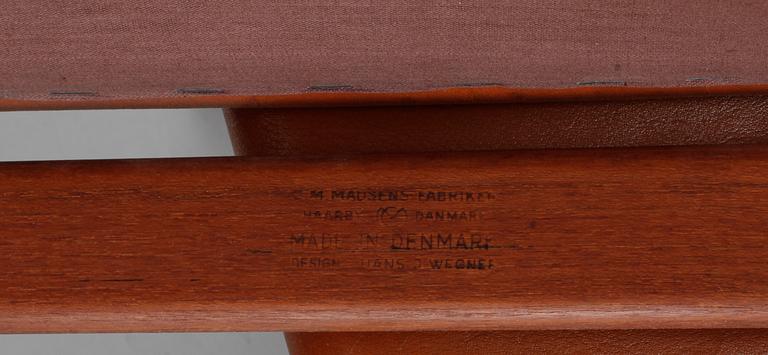 C M MADSENS FABRIKER
HAARBY DANMARK
MADE IN DENMARK
DESIGN: HANS J WEGNER